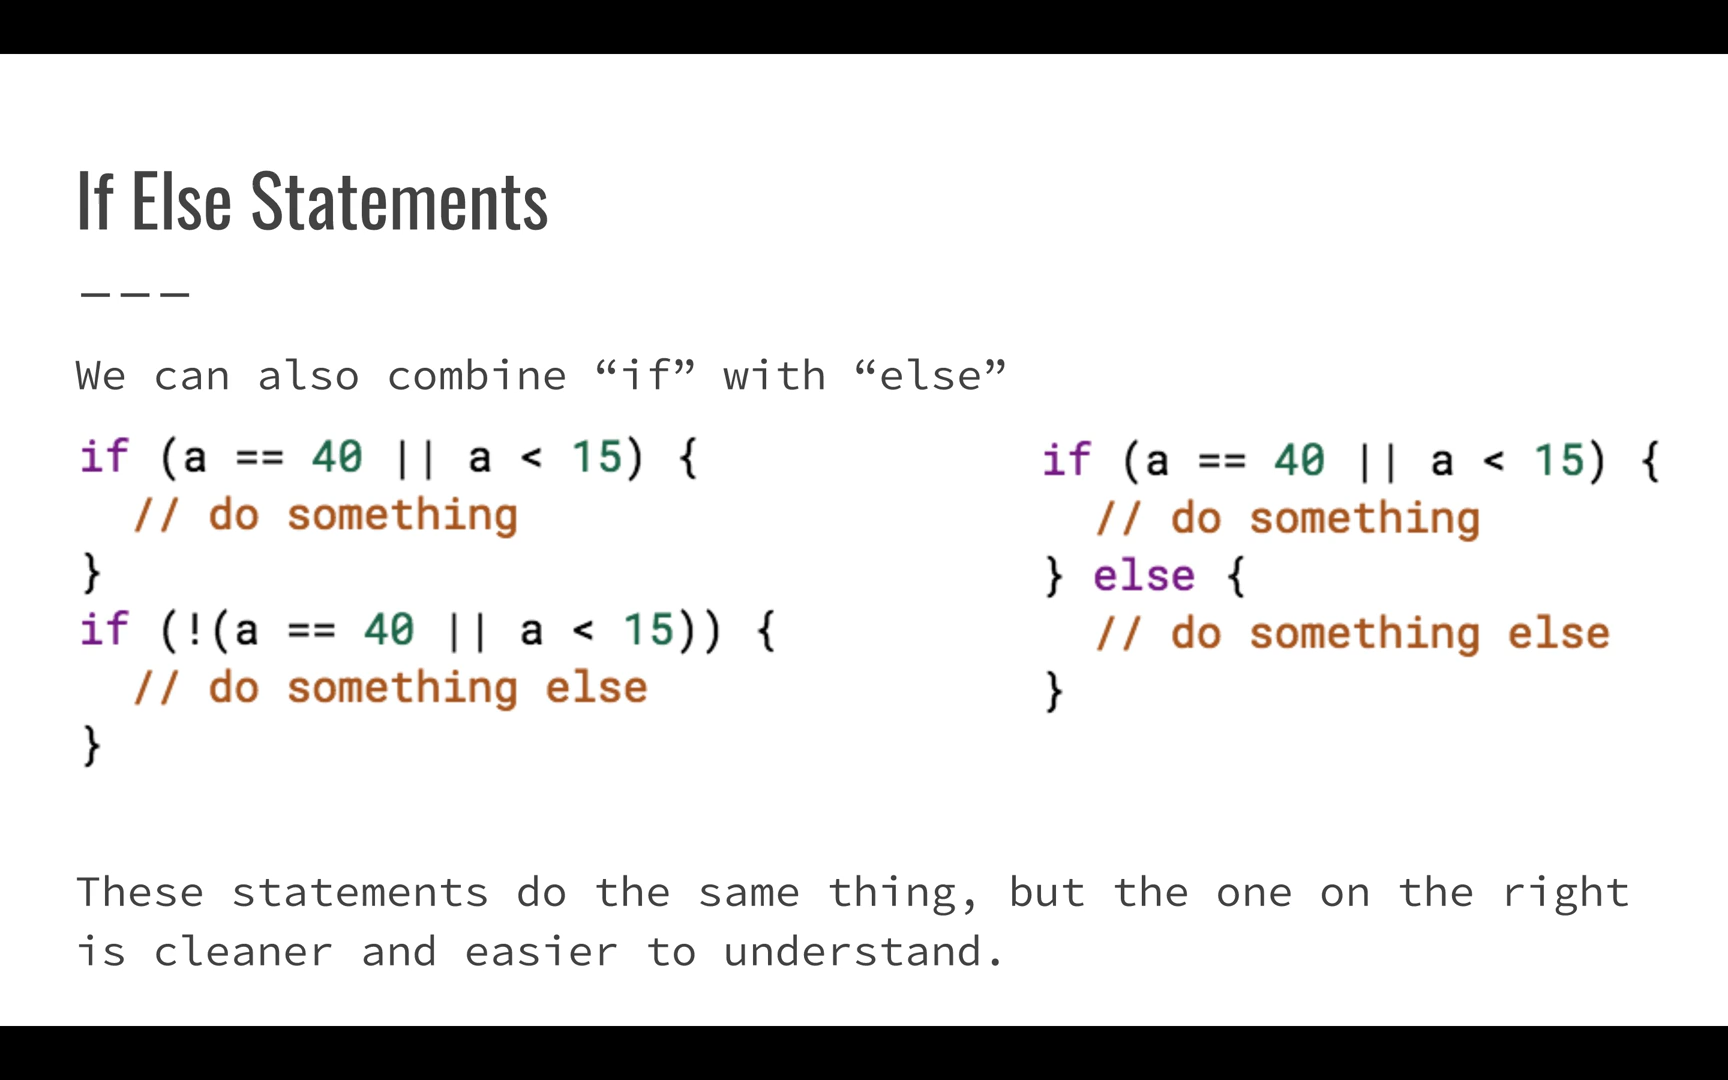 If Else Statements
———
We can also combine “if” with “else”
if (a == 40 || a < 15) {
  // do something
}
if (!(a == 40 || a < 15)) {
  // do something else
}
if (a == 40 || a < 15) {
  // do something
} else {
  // do something else
}
These statements do the same thing, but the one on the right
is cleaner and easier to understand.